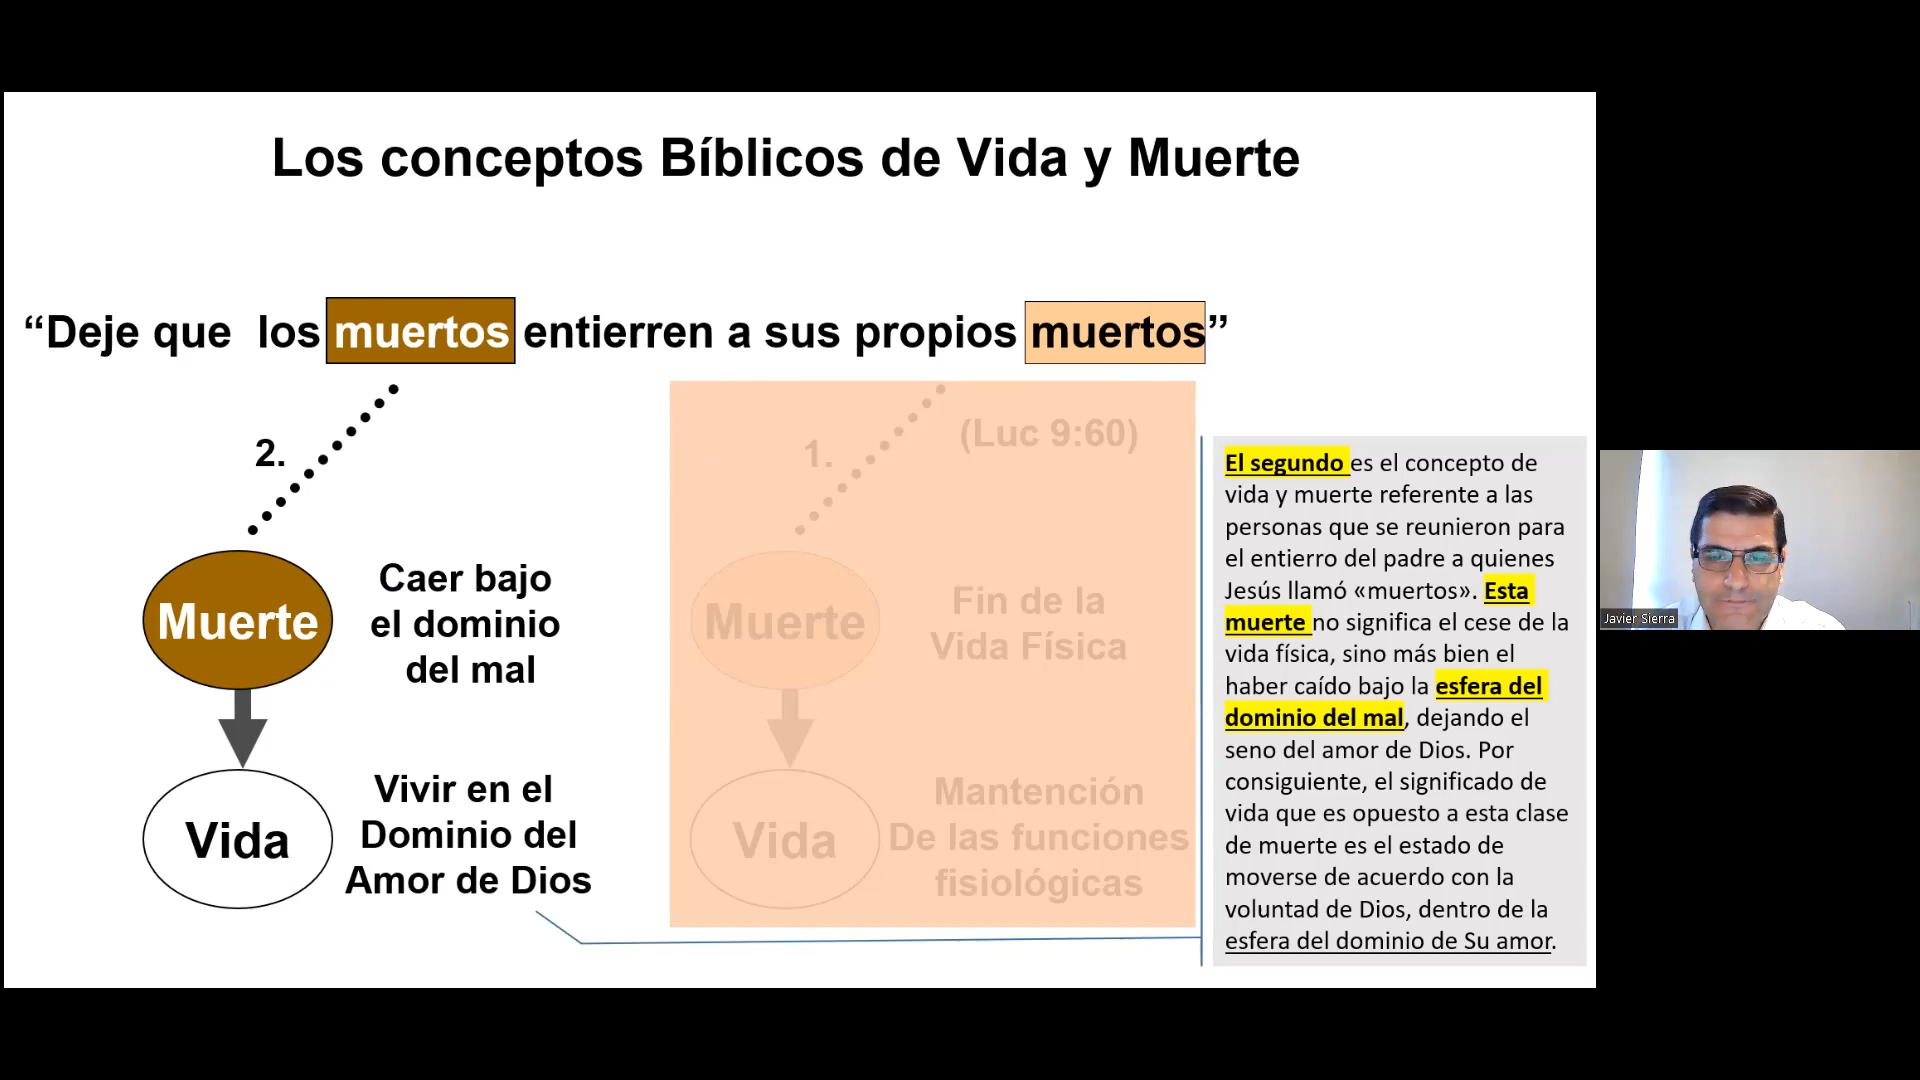 Los conceptos Bíblicos de Vida y Muerte
“Deje que los muertos entierren a sus propios muertos”
2.
Muerte
Caer bajo
el dominio
del mal
Vida
Vivir en el
Dominio del
Amor de Dios
1.
(Luc 9:60)
Muerte
Fin de la
Vida Física
Vida
Mantención
De las funciones
fisiológicas
El segundo es el concepto de
vida y muerte referente a las
personas que se reunieron para
el entierro del padre a quienes
Jesús llamó «muertos». Esta
muerte no significa el cese de la
vida física, sino más bien el
haber caído bajo la esfera del
dominio del mal, dejando el
seno del amor de Dios. Por
consiguiente, el significado de
vida que es opuesto a esta clase
de muerte es el estado de
moverse de acuerdo con la
voluntad de Dios, dentro de la
esfera del dominio de Su amor.
Javier Sierra